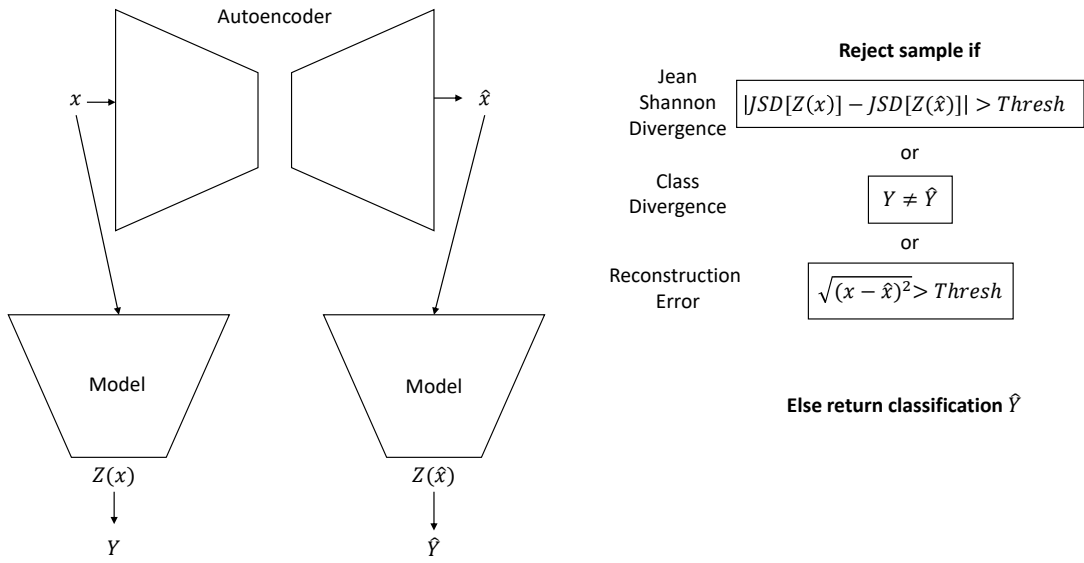 Autoencoder
x
x̂
Model
Model
Z(x)
Z(x̂)
Y
Ŷ
Reject sample if
Jean
Shannon
Divergence
|JSD[Z(x)] − JSD[Z(x̂)]| > Thresh
or
Class
Divergence
Y ≠ Ŷ
or
Reconstruction
Error
√(x − x̂)² > Thresh
Else return classification Ŷ